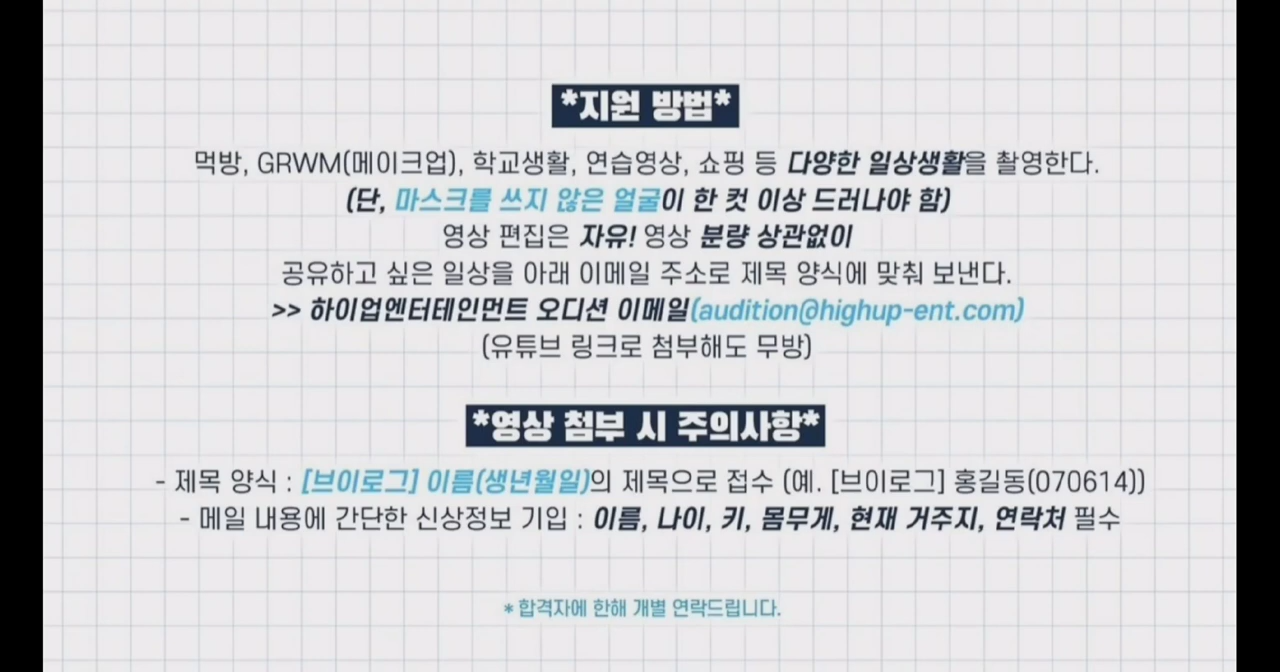 *지원 방법*
먹방, GRWM(메이크업), 학교생활, 연습영상, 쇼핑 등 다양한 일상생활을 촬영한다.
(단, 마스크를 쓰지 않은 얼굴이 한 컷 이상 드러나야 함)
영상 편집은 자유! 영상 분량 상관없이
공유하고 싶은 일상을 아래 이메일 주소로 제목 양식에 맞춰 보낸다.
>> 하이업엔터테인먼트 오디션 이메일(audition@highup-ent.com)
(유튜브 링크로 첨부해도 무방)
*영상 첨부 시 주의사항*
- 제목 양식 : [브이로그] 이름(생년월일)의 제목으로 접수 (예. [브이로그] 홍길동(070614))
- 메일 내용에 간단한 신상정보 기입 : 이름, 나이, 키, 몸무게, 현재 거주지, 연락처 필수
* 합격자에 한해 개별 연락드립니다.